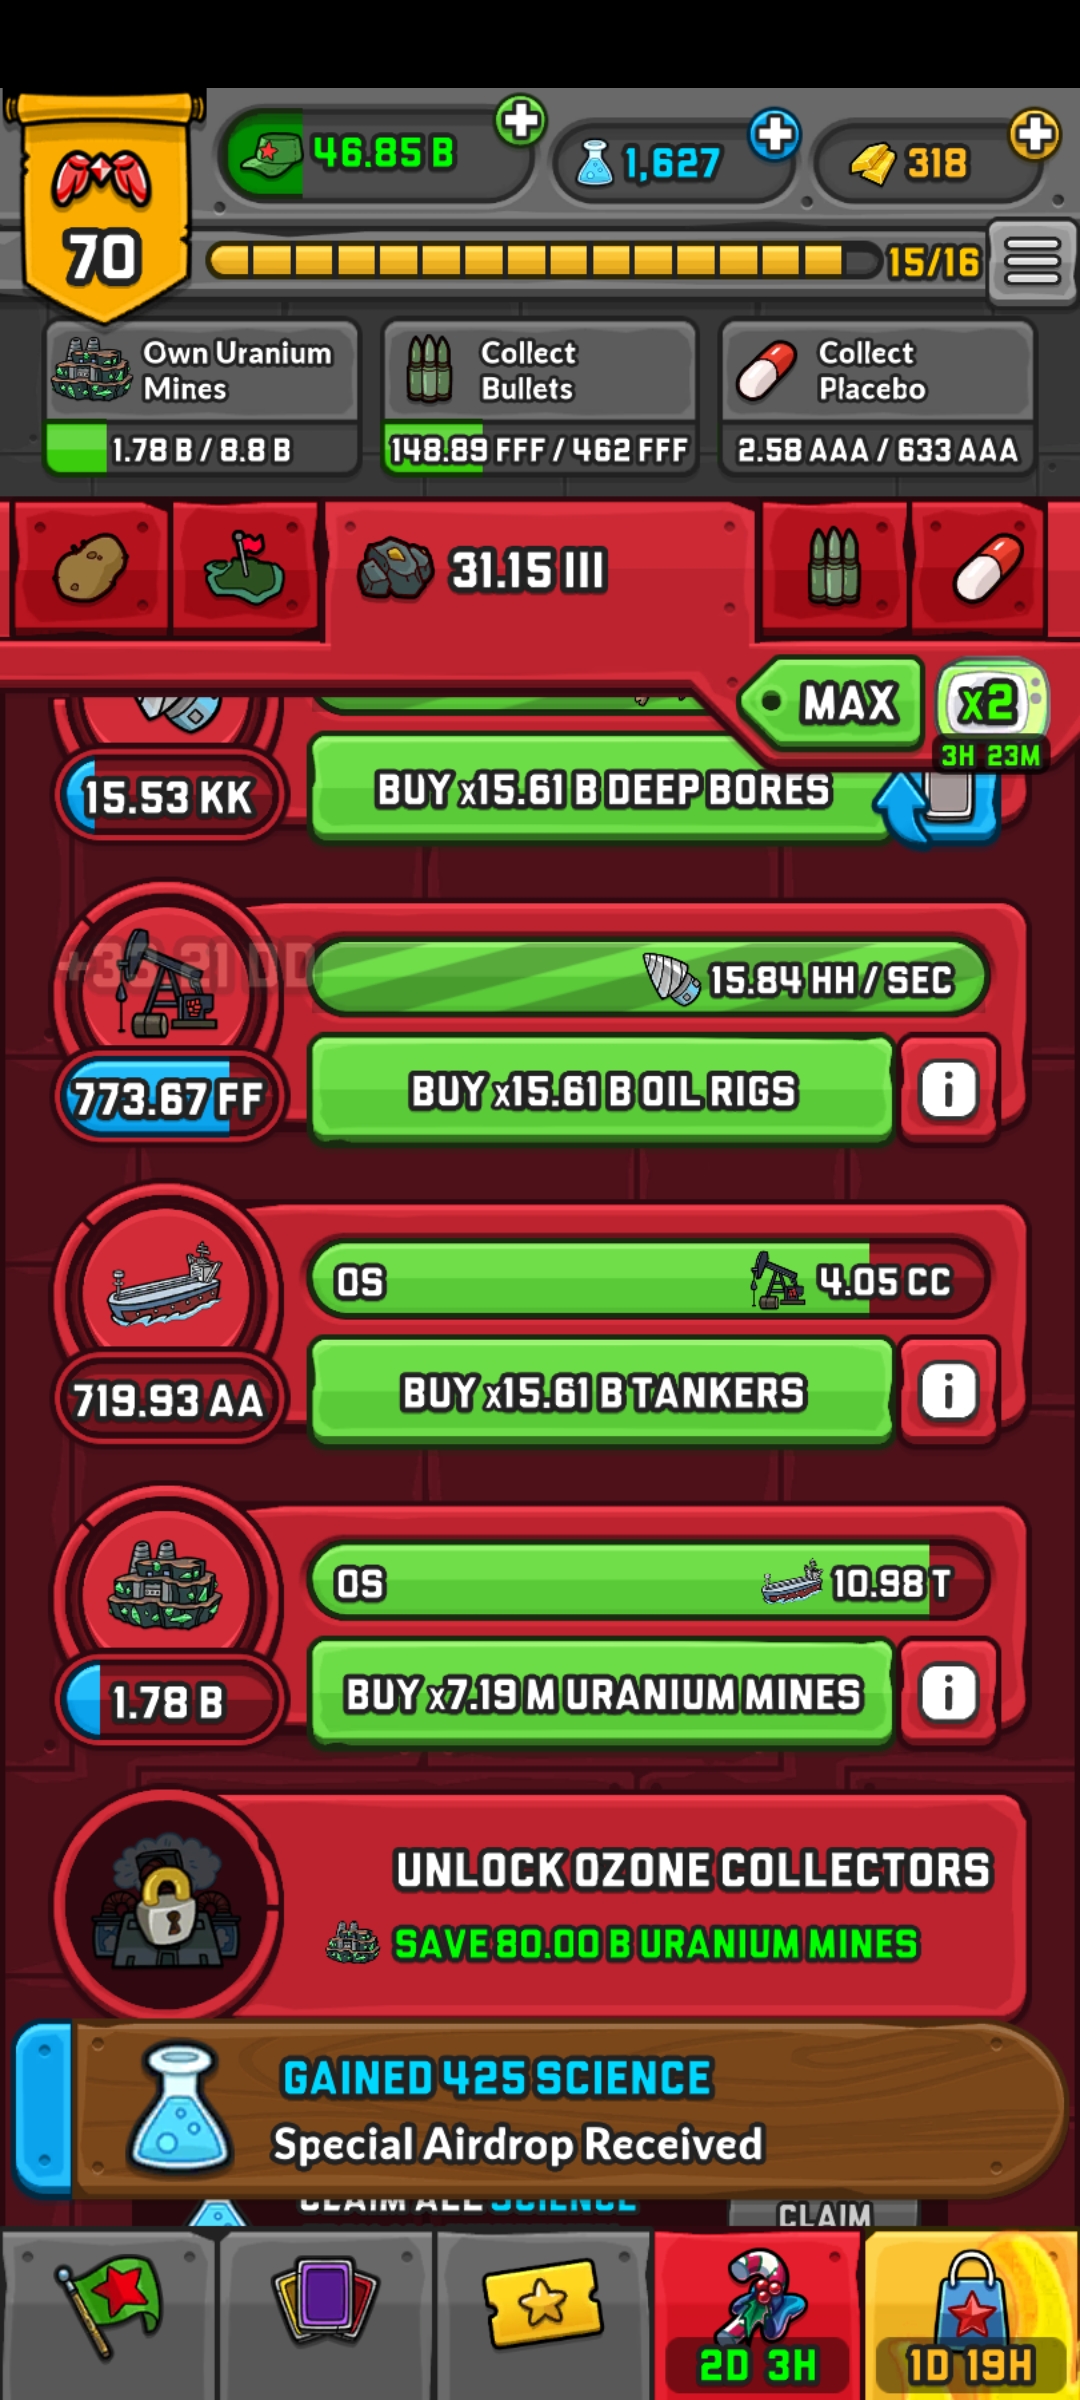 46.85 B
1,627
318
70
15/16
Own Uranium
Mines
1.78 B / 8.8 B
Collect
Bullets
148.89 FFF / 462 FFF
Collect
Placebo
2.58 AAA / 633 AAA
31.15 III
MAX
x2
3H 23M
15.53 KK
BUY x15.61 B DEEP BORES
15.84 HH / SEC
773.67 FF
BUY x15.61 B OIL RIGS
i
0S
4.05 CC
719.93 AA
BUY x15.61 B TANKERS
i
0S
10.98 T
1.78 B
BUY x7.19 M URANIUM MINES
i
UNLOCK OZONE COLLECTORS
SAVE 80.00 B URANIUM MINES
GAINED 425 SCIENCE
Special Airdrop Received
CLAIM ALL SCIENCE
CLAIM
2D 3H
1D 19H